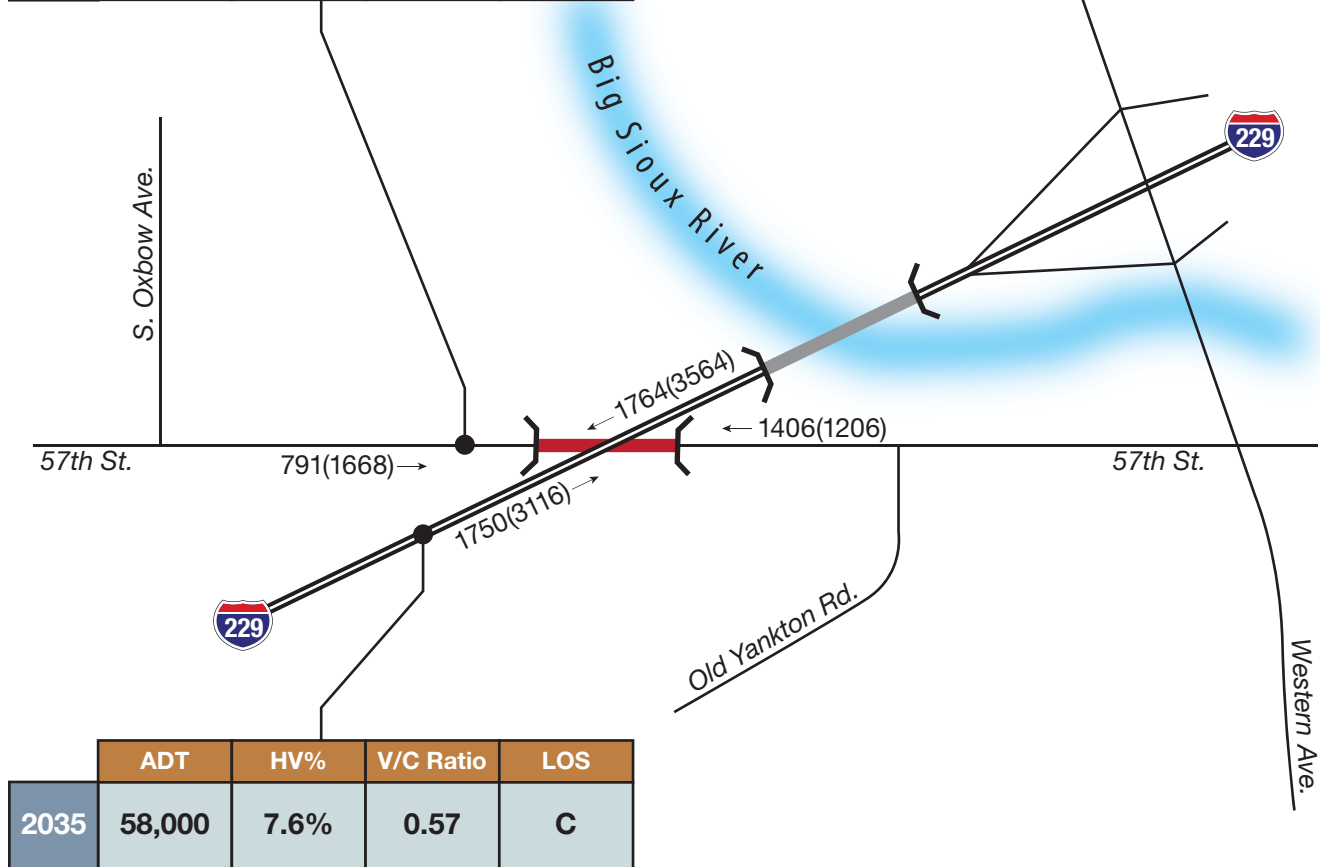 Big Sioux River
229
S. Oxbow Ave.
1764(3564)
1406(1206)
57th St.
791(1668)
57th St.
1750(3116)
229
Old Yankton Rd.
Western Ave.
ADT HV% V/C Ratio LOS
2035 58,000 7.6% 0.57 C